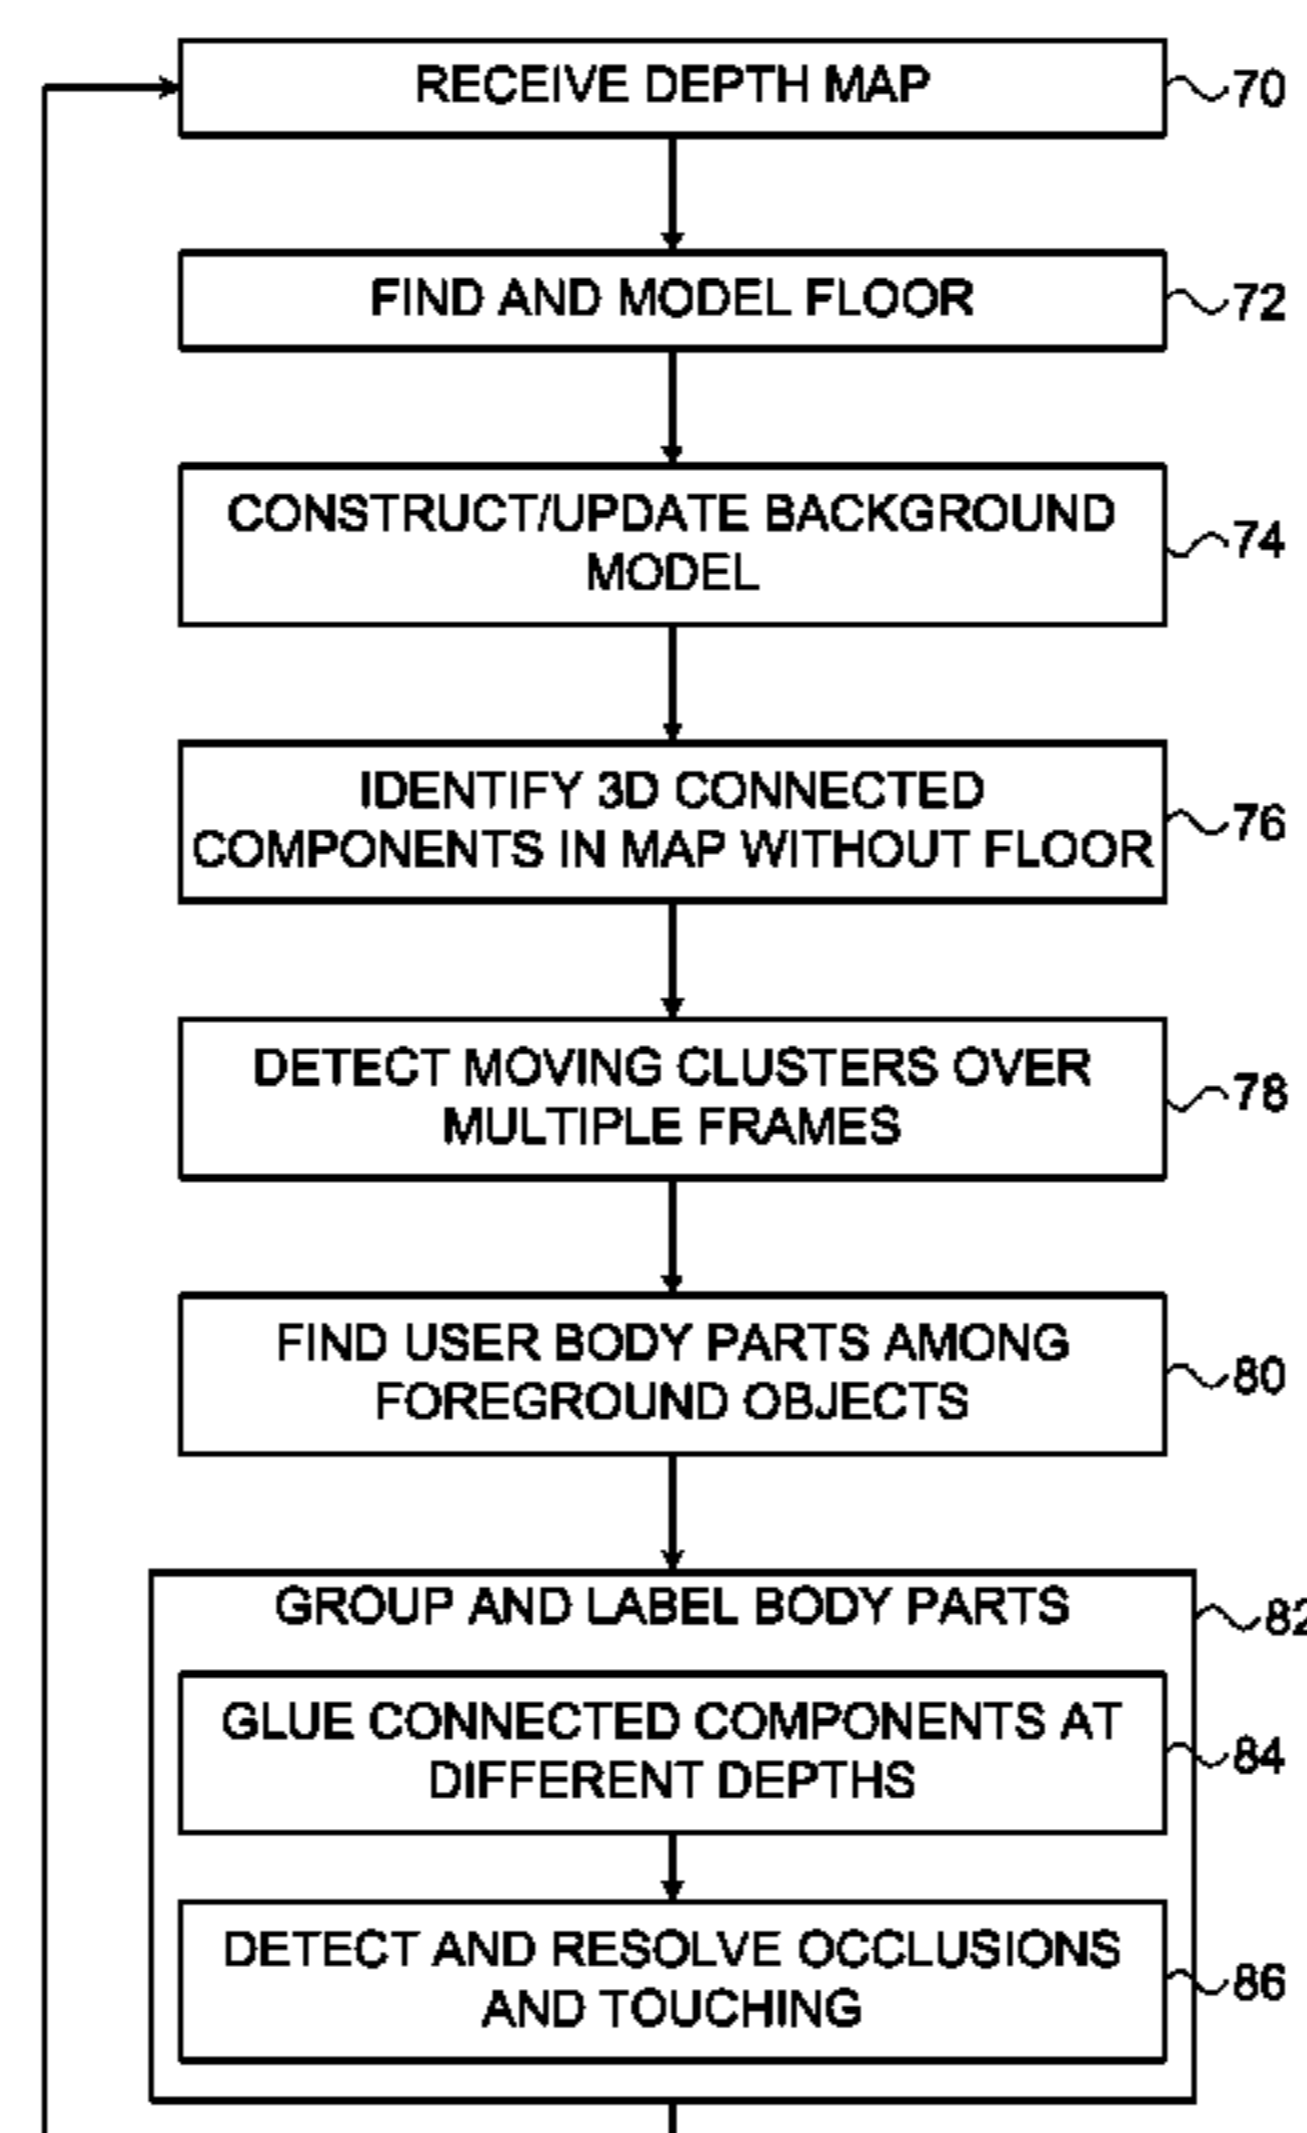 RECEIVE DEPTH MAP
70
FIND AND MODEL FLOOR
72
CONSTRUCT/UPDATE BACKGROUND
MODEL
74
IDENTIFY 3D CONNECTED
COMPONENTS IN MAP WITHOUT FLOOR
76
DETECT MOVING CLUSTERS OVER
MULTIPLE FRAMES
78
FIND USER BODY PARTS AMONG
FOREGROUND OBJECTS
80
GROUP AND LABEL BODY PARTS
82
GLUE CONNECTED COMPONENTS AT
DIFFERENT DEPTHS
84
DETECT AND RESOLVE OCCLUSIONS
AND TOUCHING
86